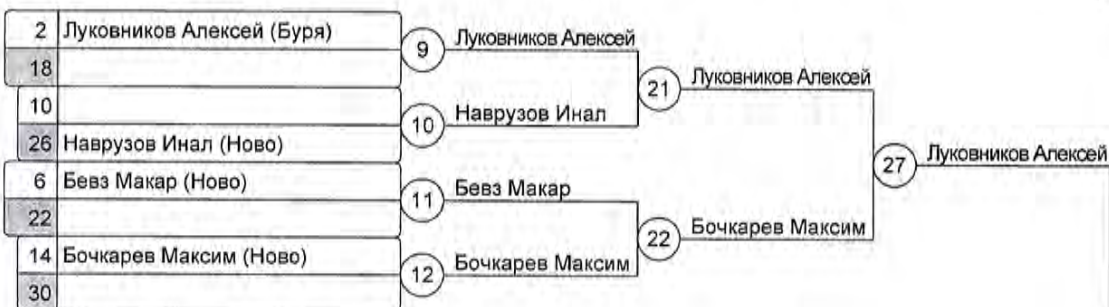 2 Луковников Алексей (Буря)
18
10
26 Наврузов Инал (Ново)
6 Бевз Макар (Ново)
22
14 Бочкарев Максим (Ново)
30
9 Луковников Алексей
10 Наврузов Инал
11 Бевз Макар
12 Бочкарев Максим
21 Луковников Алексей
22 Бочкарев Максим
27 Луковников Алексей